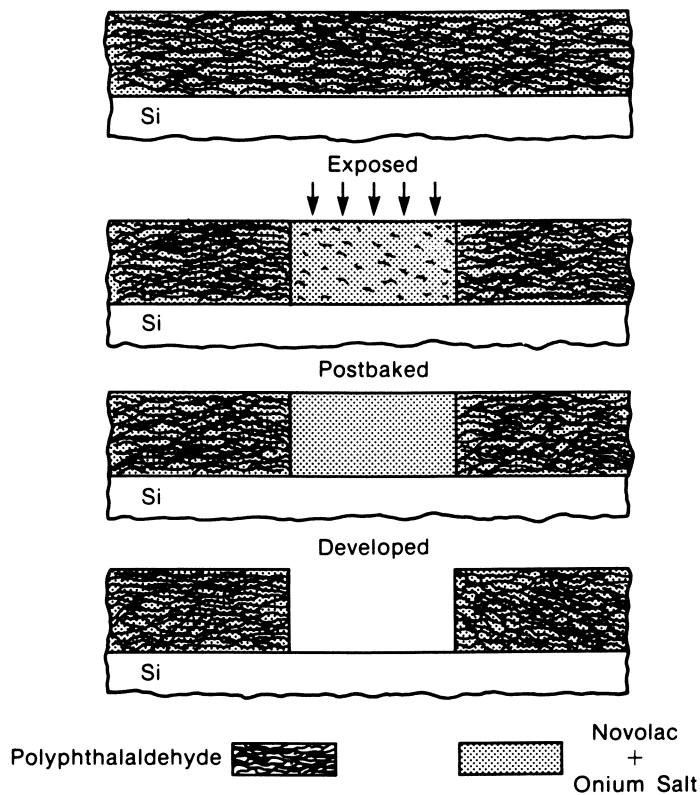 Si
Exposed
Si
Postbaked
Si
Developed
Si
Polyphthalaldehyde
Novolac
+
Onium Salt